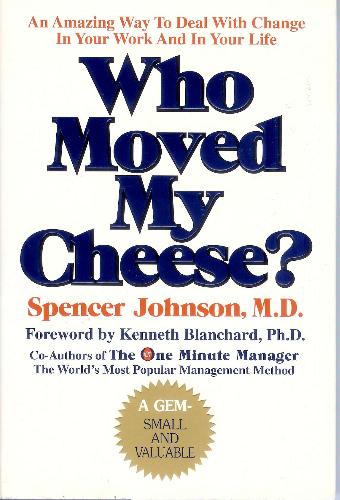 An Amazing Way To Deal With Change
In Your Work And In Your Life
Who
Moved
My
Cheese?
Spencer Johnson, M.D.
Foreword by Kenneth Blanchard, Ph.D.
Co-Authors of The One Minute Manager
The World's Most Popular Management Method
A GEM-
SMALL
AND
VALUABLE